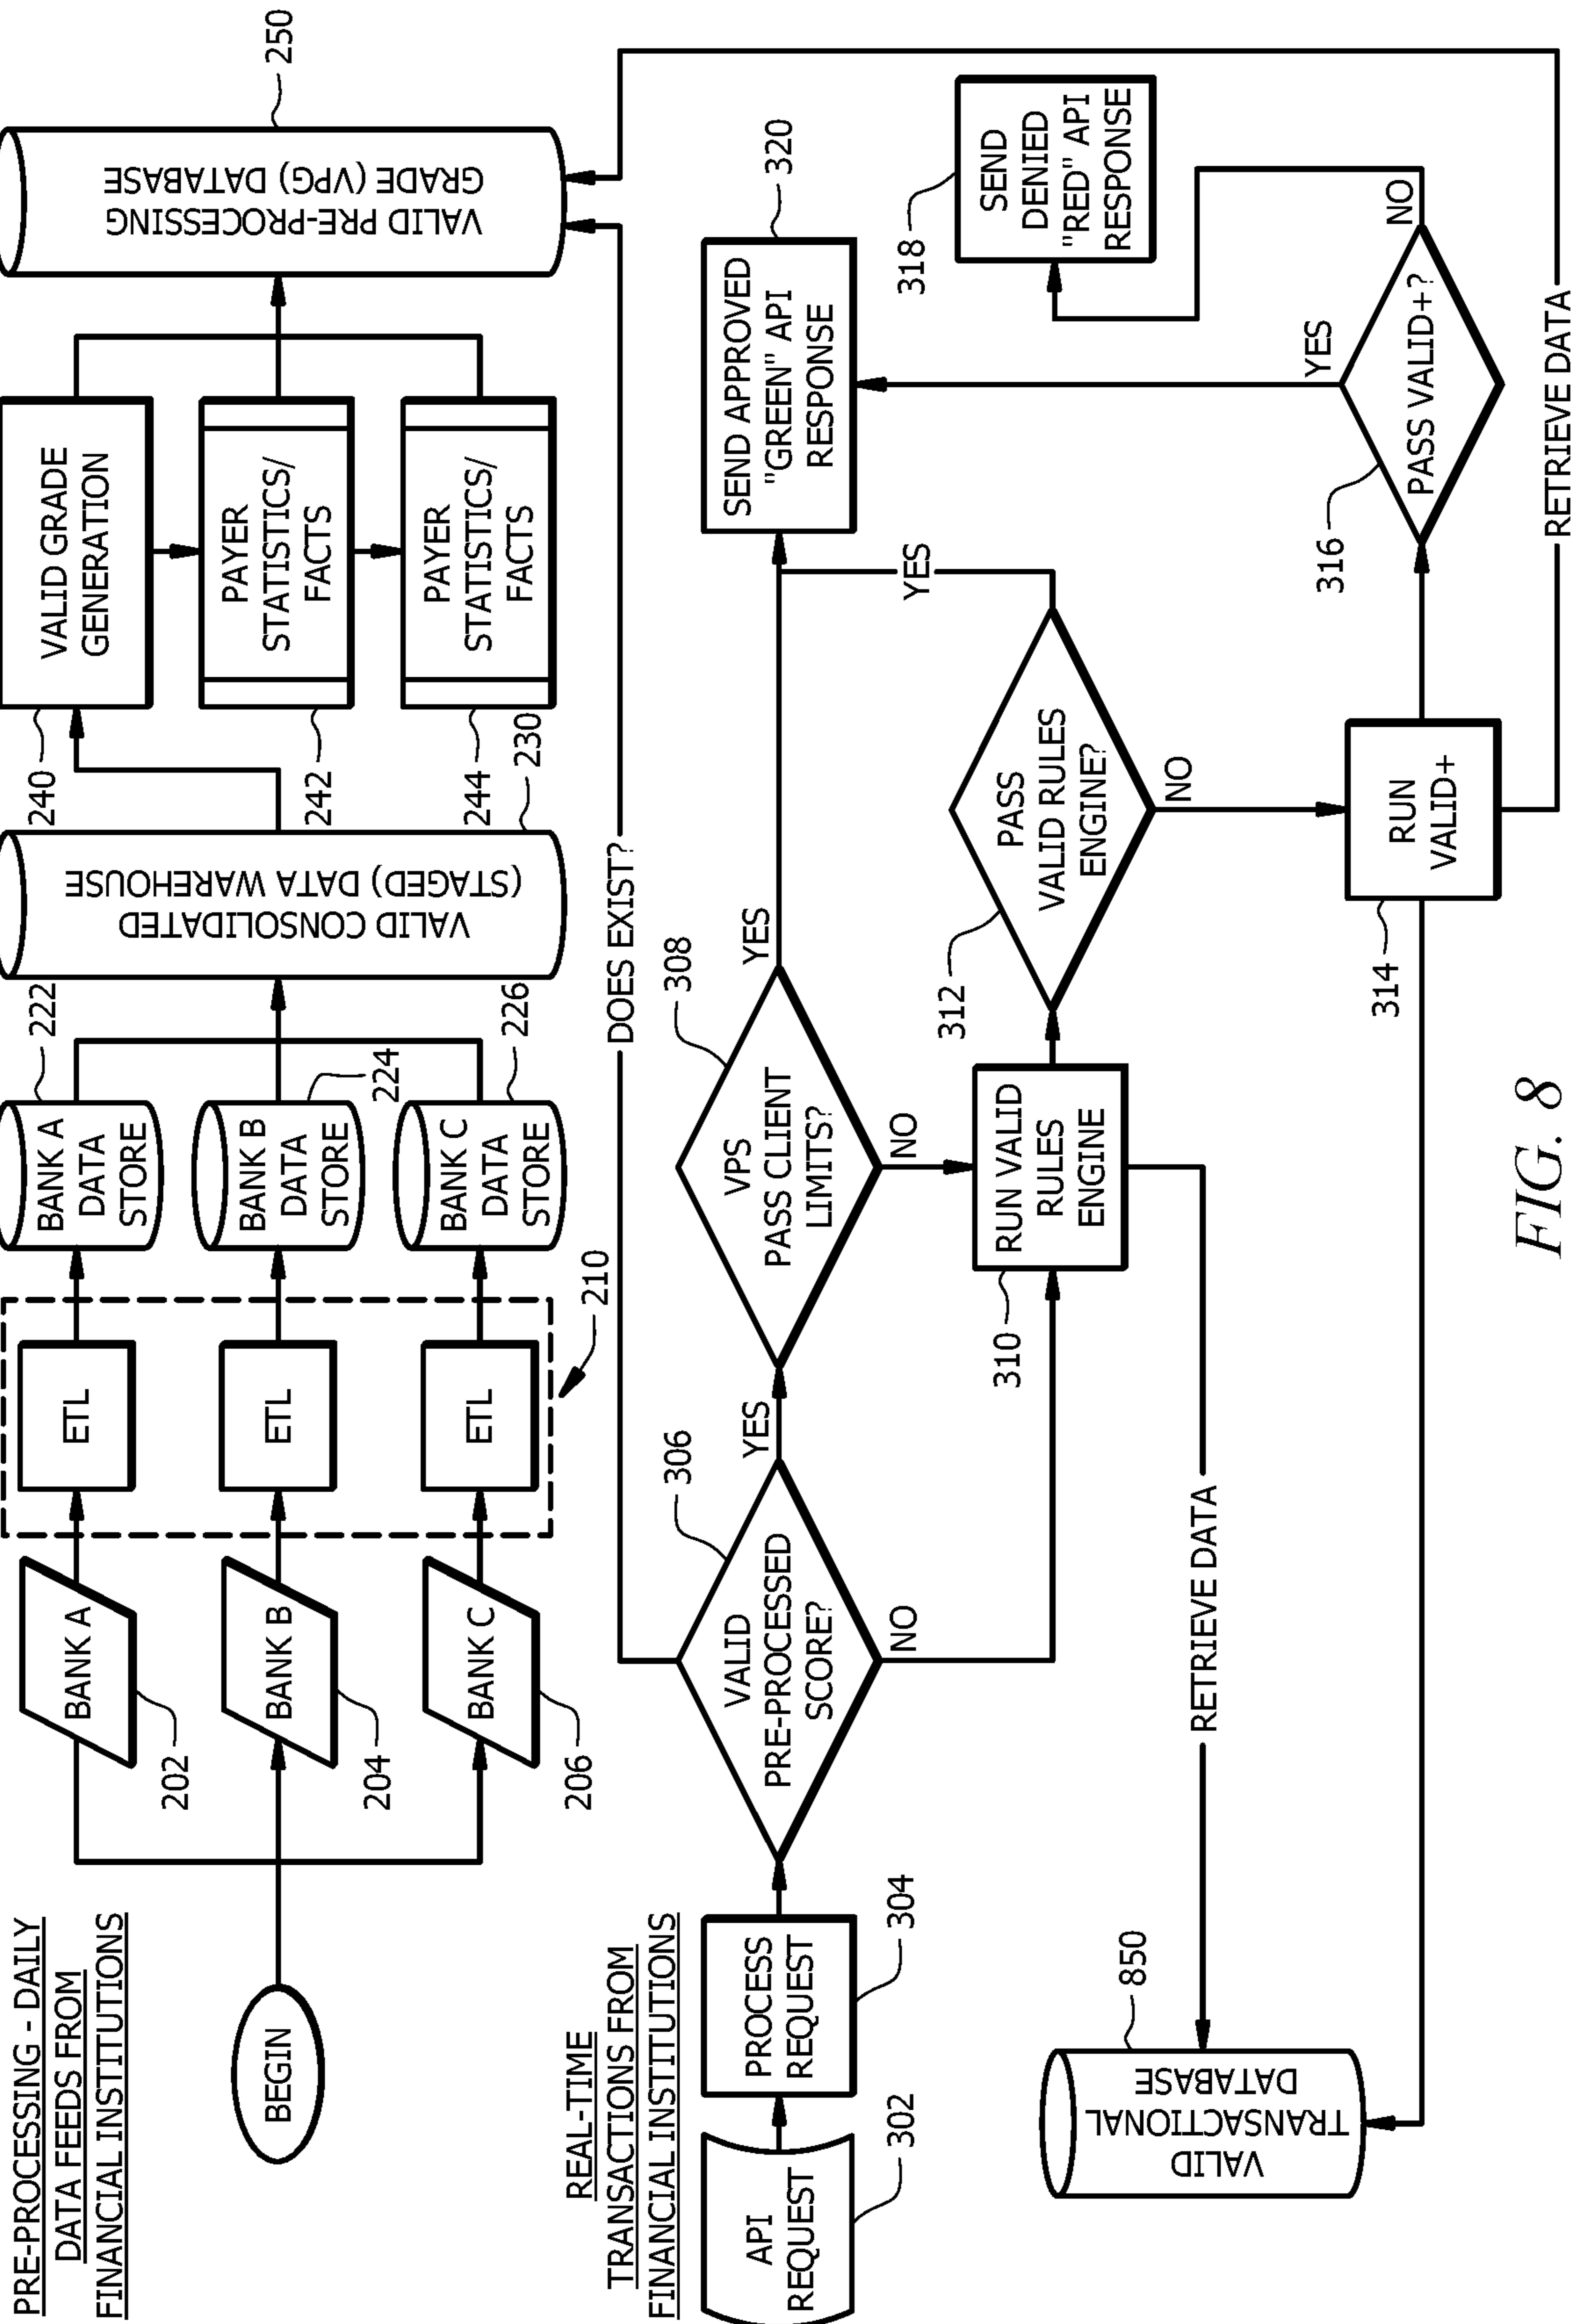 PRE-PROCESSING - DAILY
DATA FEEDS FROM
FINANCIAL INSTITUTIONS
BEGIN
BANK A
202
BANK B
204
BANK C
206
ETL
ETL
ETL
210
BANK A
DATA
STORE
222
BANK B
DATA
STORE
224
BANK C
DATA
STORE
226
VALID CONSOLIDATED
(STAGED) DATA WAREHOUSE
230
VALID GRADE
GENERATION
240
PAYER
STATISTICS/
FACTS
242
PAYER
STATISTICS/
FACTS
244
VALID PRE-PROCESSING
GRADE (VPG) DATABASE
250
DOES EXIST?
REAL-TIME
TRANSACTIONS FROM
FINANCIAL INSTITUTIONS
API
REQUEST
302
PROCESS
REQUEST
304
VALID
PRE-PROCESSED
SCORE?
306
YES
NO
VPS
PASS CLIENT
LIMITS?
308
YES
NO
SEND APPROVED
"GREEN" API
RESPONSE
320
RUN VALID
RULES
ENGINE
310
PASS
VALID RULES
ENGINE?
312
YES
NO
SEND
DENIED
"RED" API
RESPONSE
318
VALID
TRANSACTIONAL
DATABASE
850
RETRIEVE DATA
RUN
VALID+
314
PASS VALID+?
316
YES
NO
RETRIEVE DATA
FIG. 8